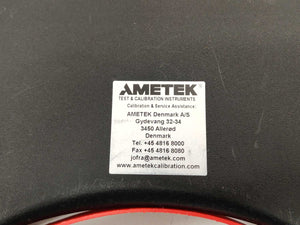 AMETEK
TEST & CALIBRATION INSTRUMENTS
Calibration & Service Assistance
AMETEK Denmark A/S
Gydevang 32-34
3450 Allerød
Denmark
Tel. +45 4816 8000
Fax +45 4816 8080
jofra@ametek.com
www.ametekcalibration.com